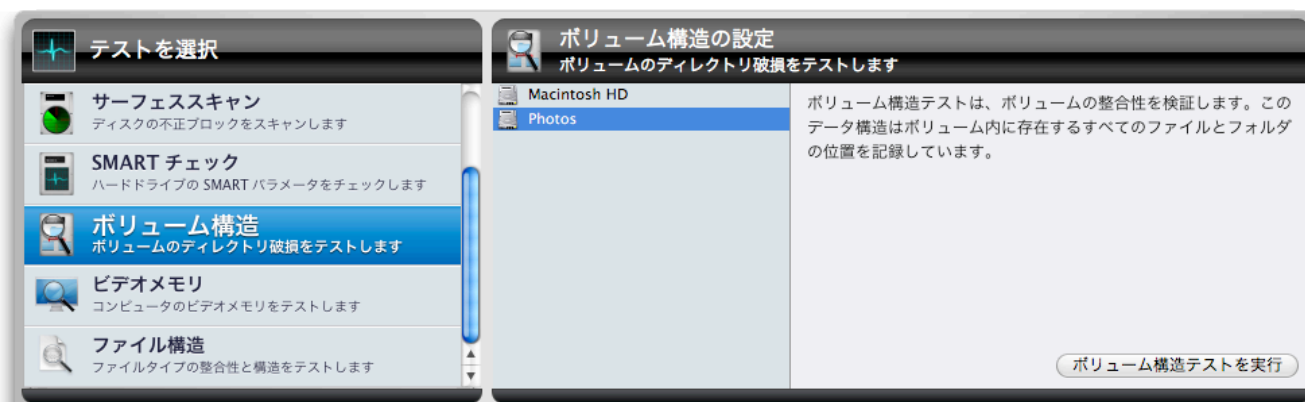 テストを選択
サーフェススキャン
ディスクの不正ブロックをスキャンします
SMART チェック
ハードドライブの SMART パラメータをチェックします
ボリューム構造
ボリュームのディレクトリ破損をテストします
ビデオメモリ
コンピュータのビデオメモリをテストします
ファイル構造
ファイルタイプの整合性と構造をテストします
ボリューム構造の設定
ボリュームのディレクトリ破損をテストします
Macintosh HD
Photos
ボリューム構造テストは、ボリュームの整合性を検証します。この
データ構造はボリューム内に存在するすべてのファイルとフォルダ
の位置を記録しています。
ボリューム構造テストを実行